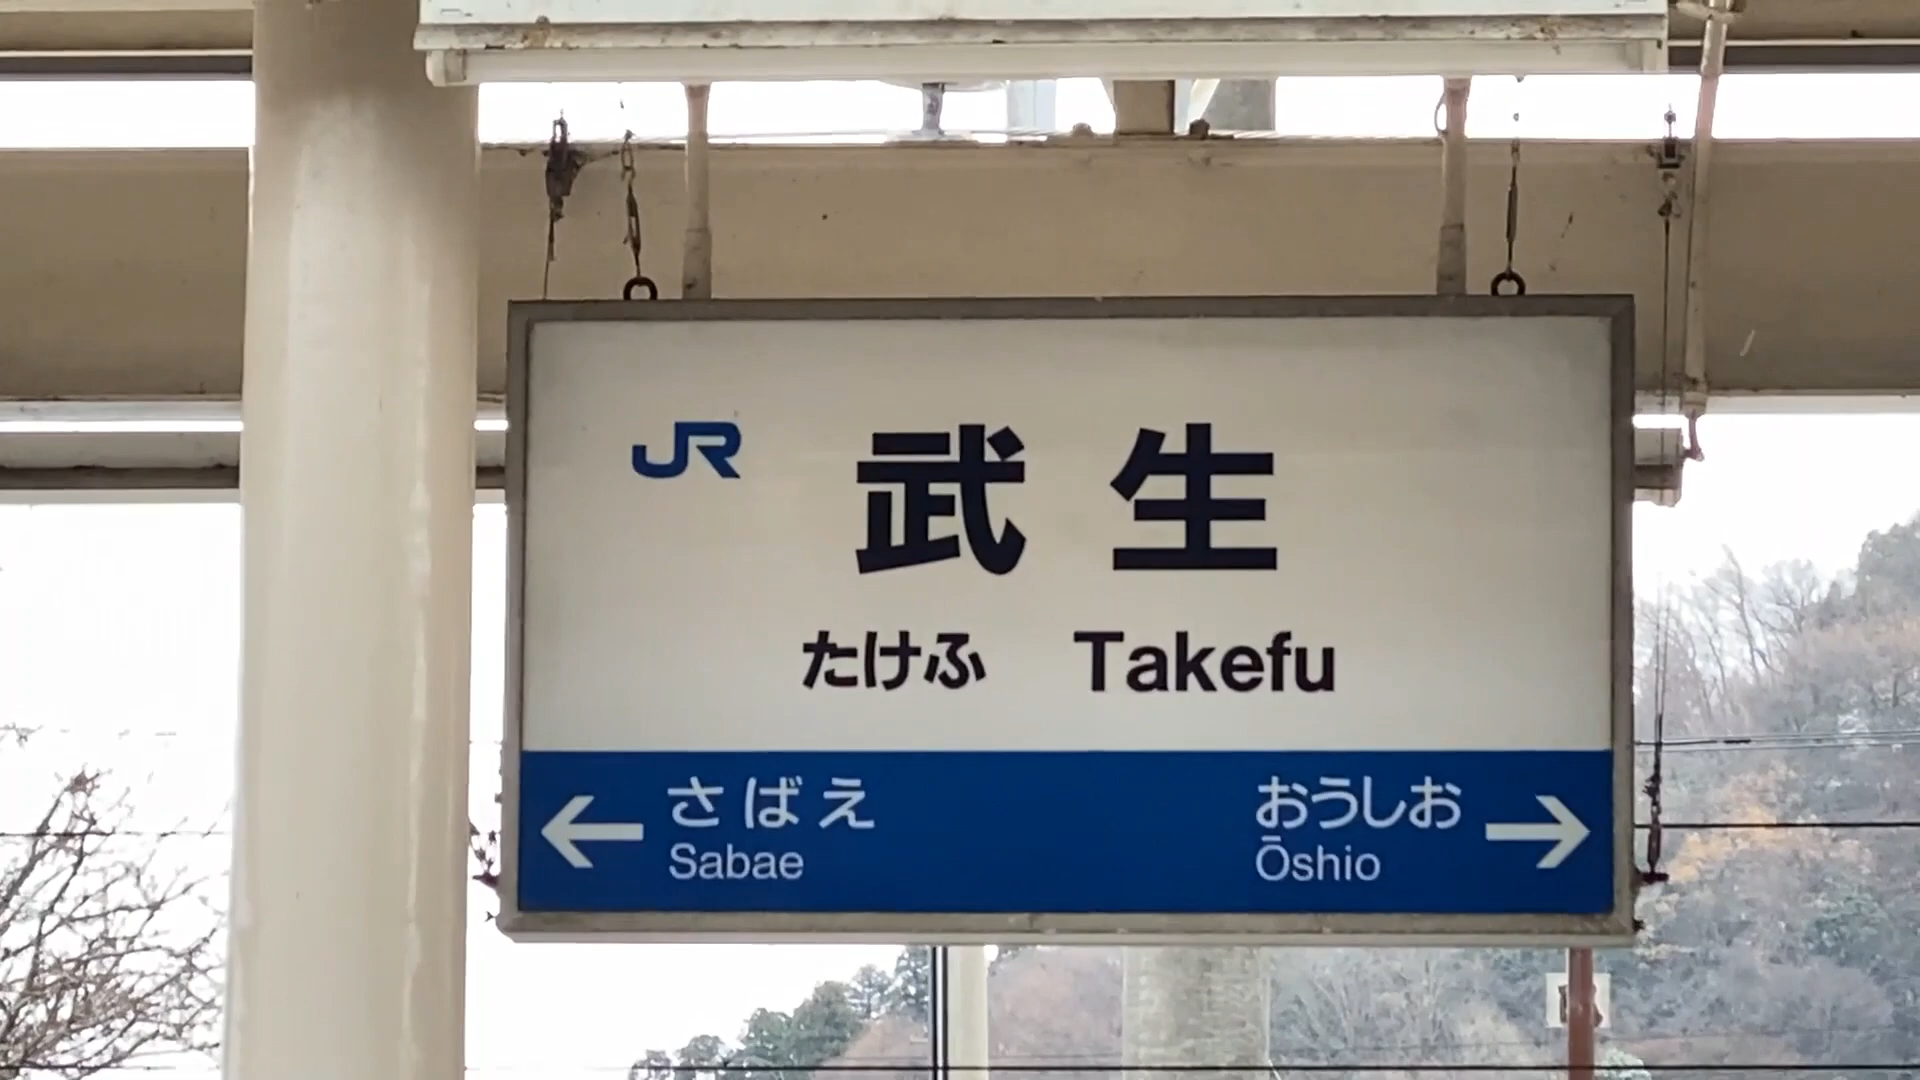 JR 武生
たけふ Takefu
← さばえ おうしお →
Sabae Ōshio